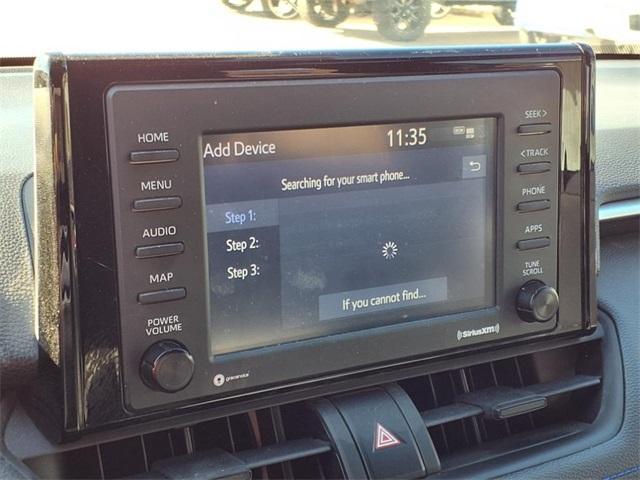 HOME
MENU
AUDIO
MAP
POWER
VOLUME
Add Device
11:35
Searching for your smart phone...
Step 1:
Step 2:
Step 3:
If you cannot find...
SEEK>
<TRACK
PHONE
APPS
TUNE
SCROLL
gracenote
((SiriusXM))